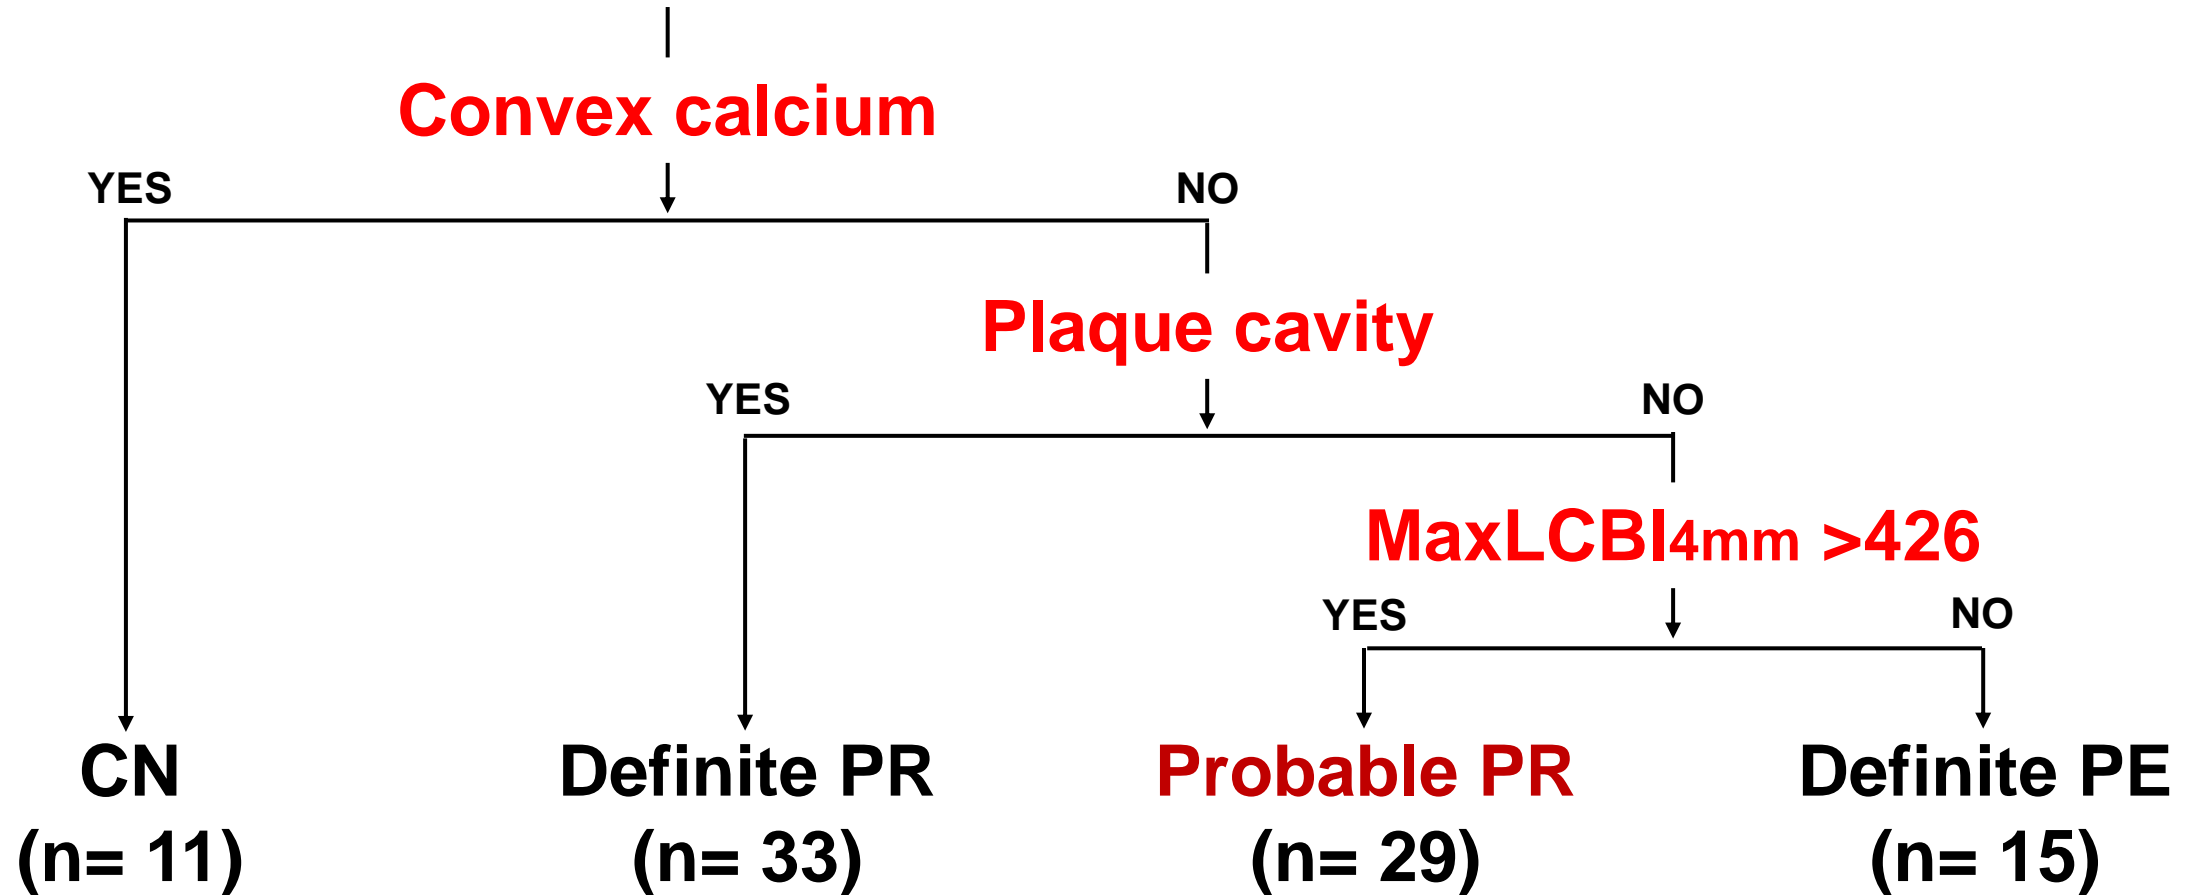 Convex calcium
YES
NO
Plaque cavity
YES
NO
MaxLCBI4mm >426
YES
NO
CN
(n= 11)
Definite PR
(n= 33)
Probable PR
(n= 29)
Definite PE
(n= 15)